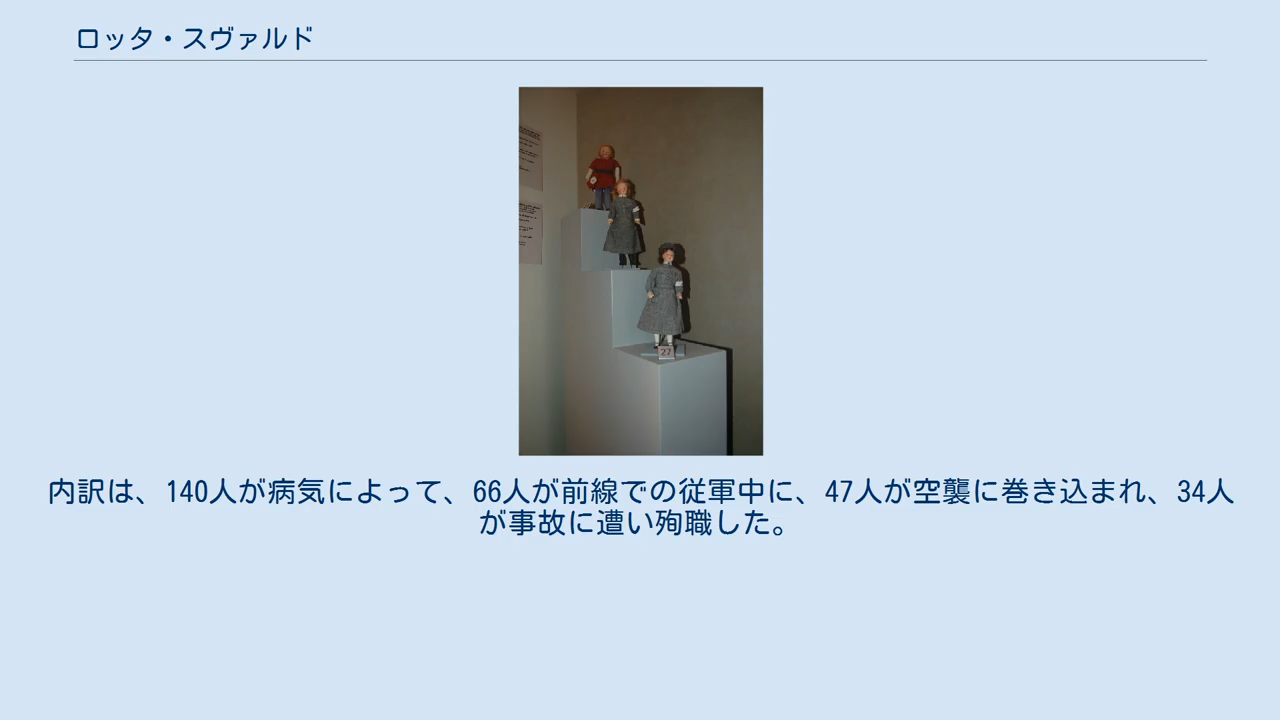 ロッタ・スヴァルド
27
内訳は、140人が病気によって、66人が前線での従軍中に、47人が空襲に巻き込まれ、34人
が事故に遭い殉職した。